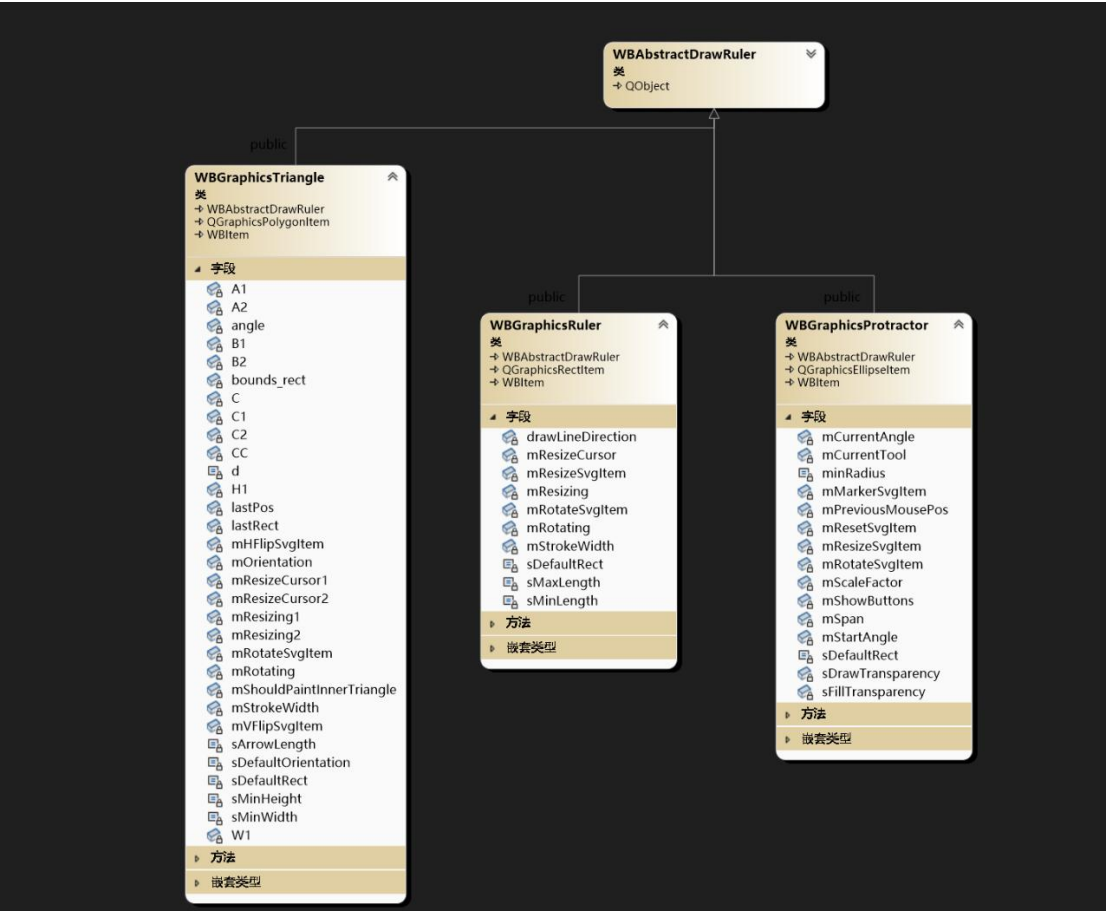 WBAbstractDrawRuler
类
QObject
public
WBGraphicsTriangle
类
WBAbstractDrawRuler
QGraphicsPolygonItem
WBItem
字段
A1
A2
angle
B1
B2
bounds_rect
C
C1
C2
CC
d
H1
lastPos
lastRect
mHFlipSvgItem
mOrientation
mResizeCursor1
mResizeCursor2
mResizing1
mResizing2
mRotateSvgItem
mRotating
mShouldPaintInnerTriangle
mStrokeWidth
mVFlipSvgItem
sArrowLength
sDefaultOrientation
sDefaultRect
sMinHeight
sMinWidth
W1
方法
嵌套类型
public
WBGraphicsRuler
类
WBAbstractDrawRuler
QGraphicsRectItem
WBItem
字段
drawLineDirection
mResizeCursor
mResizeSvgItem
mResizing
mRotateSvgItem
mRotating
mStrokeWidth
sDefaultRect
sMaxLength
sMinLength
方法
嵌套类型
public
WBGraphicsProtractor
类
WBAbstractDrawRuler
QGraphicsEllipseItem
WBItem
字段
mCurrentAngle
mCurrentTool
minRadius
mMarkerSvgItem
mPreviousMousePos
mResetSvgItem
mResizeSvgItem
mRotateSvgItem
mScaleFactor
mShowButtons
mSpan
mStartAngle
sDefaultRect
sDrawTransparency
sFillTransparency
方法
嵌套类型